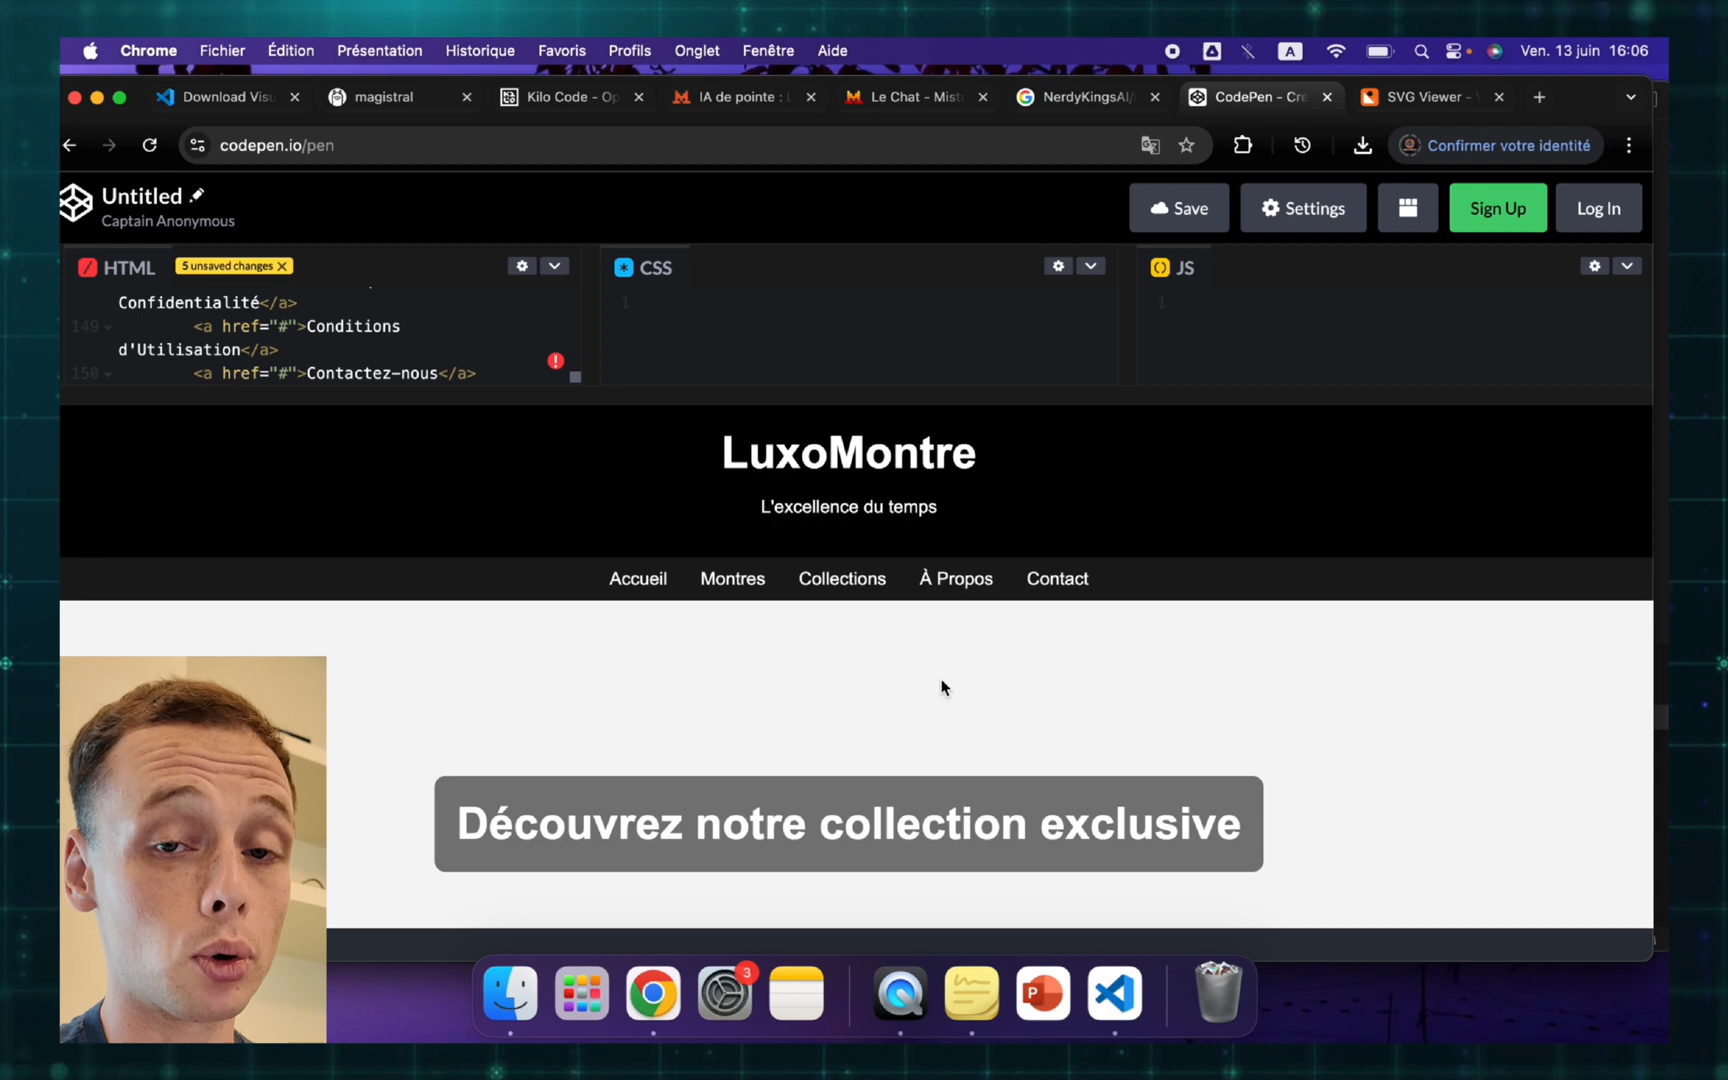 Chrome Fichier Édition Présentation Historique Favoris Profils Onglet Fenêtre Aide A Ven. 13 juin 16:06
Download Visu magistral Kilo Code - Op IA de pointe : L Le Chat - Mist NerdyKingsAI/ CodePen - Cre SVG Viewer -
codepen.io/pen Confirmer votre identité
Untitled
Captain Anonymous
Save Settings Sign Up Log In
HTML 5 unsaved changes CSS JS
Confidentialité</a> 1 1
149 <a href="#">Conditions
d'Utilisation</a>
150 <a href="#">Contactez-nous</a>
LuxoMontre
L'excellence du temps
Accueil Montres Collections À Propos Contact
Découvrez notre collection exclusive
3